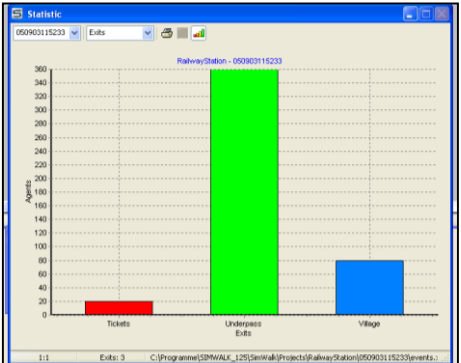 Statistic
050903115233 Exits
RailwayStation - 050903115233
360
340
320
300
280
260
240
220
200
180
160
140
120
100
80
60
40
20
0
Agents
Tickets Underpass Village
Exits
1:1 Exits: 3 C:\Programme\SIMWALK_125\SimWalk\Projects\RailwayStation\050903115233\events.: